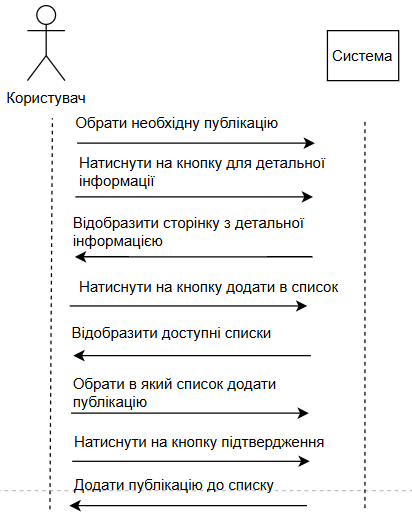 Система
Користувач
Обрати необхідну публікацію
Натиснути на кнопку для детальної
інформації
Відобразити сторінку з детальної
інформацією
Натиснути на кнопку додати в список
Відобразити доступні списки
Обрати в який список додати
публікацію
Натиснути на кнопку підтвердження
Додати публікацію до списку